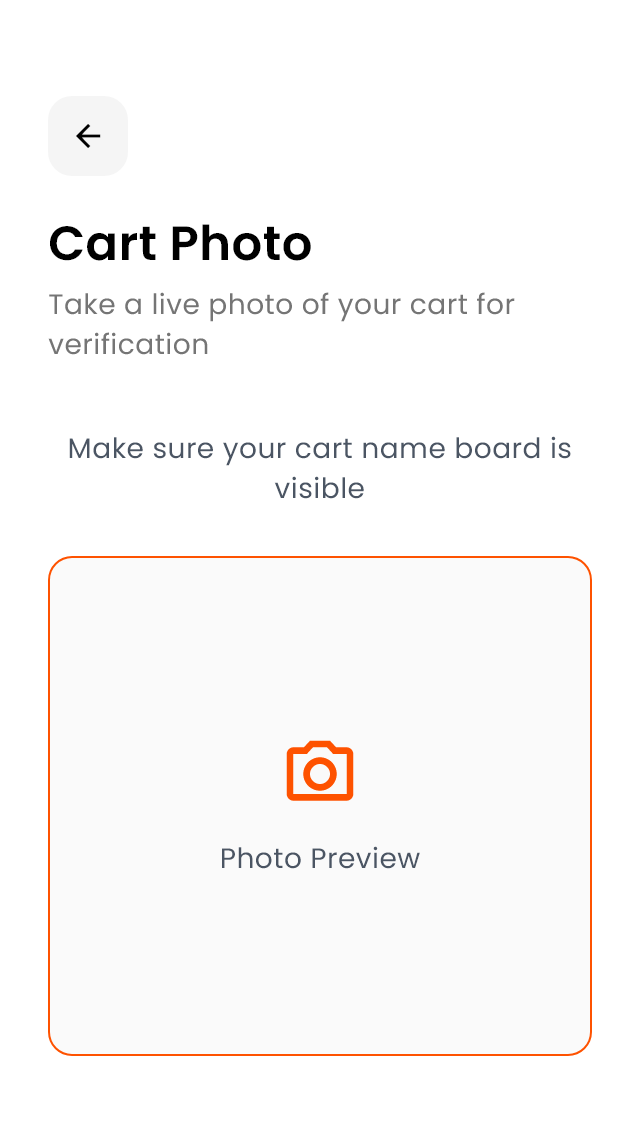 Cart Photo
Take a live photo of your cart for
verification
Make sure your cart name board is
visible
Photo Preview